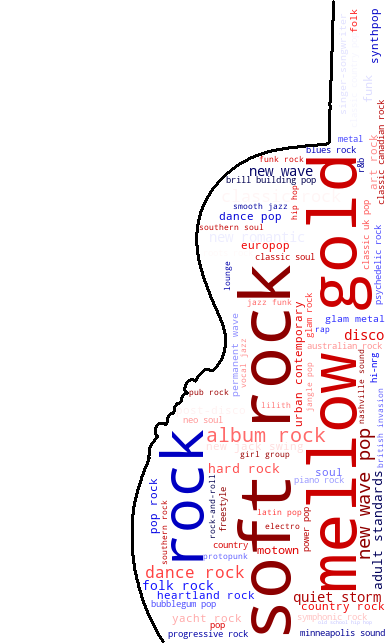 folk
synthpop
singer-songwriter
funk
classic canadian rock
metal
art rock
blues rock
r&b
funk rock
new wave
brill building pop
gold
hip hop
smooth jazz
dance pop
classic uk pop
southern soul
psychedelic rock
new romantic
europop
classic soul
lounge
soft rock
jazz funk
glam rock
glam metal
rap
permanent wave
urban contemporary
disco
vocal jazz
australian rock
mellow
nashville sound
hi-nrg
jangle pop
pub rock
lilith
british invasion
neo soul
rock
album rock
new wave pop
new jack swing
girl group
hard rock
soul
adult standards
piano rock
pop rock
rock-and-roll
freestyle
southern rock
latin pop
power pop
electro
country
motown
protopunk
dance rock
folk rock
heartland rock
quiet storm
bubblegum pop
country rock
yacht rock
symphonic rock
pop
progressive rock
minneapolis sound